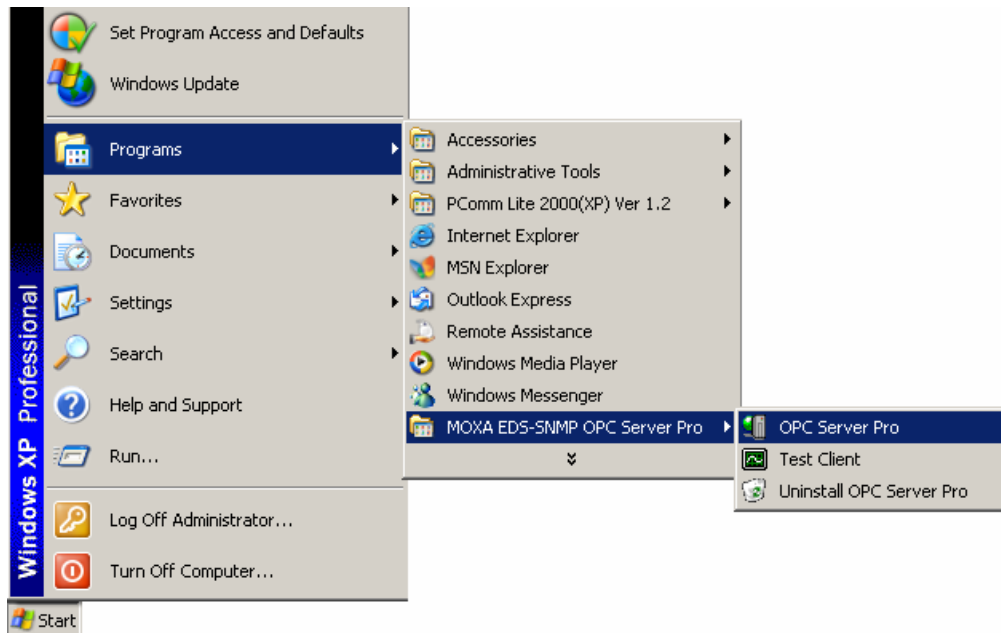 Set Program Access and Defaults
Windows Update
Programs
Favorites
Documents
Settings
Search
Help and Support
Run...
Log Off Administrator...
Turn Off Computer...
Windows XP Professional
Start
Accessories
Administrative Tools
PComm Lite 2000(XP) Ver 1.2
Internet Explorer
MSN Explorer
Outlook Express
Remote Assistance
Windows Media Player
Windows Messenger
MOXA EDS-SNMP OPC Server Pro
OPC Server Pro
Test Client
Uninstall OPC Server Pro